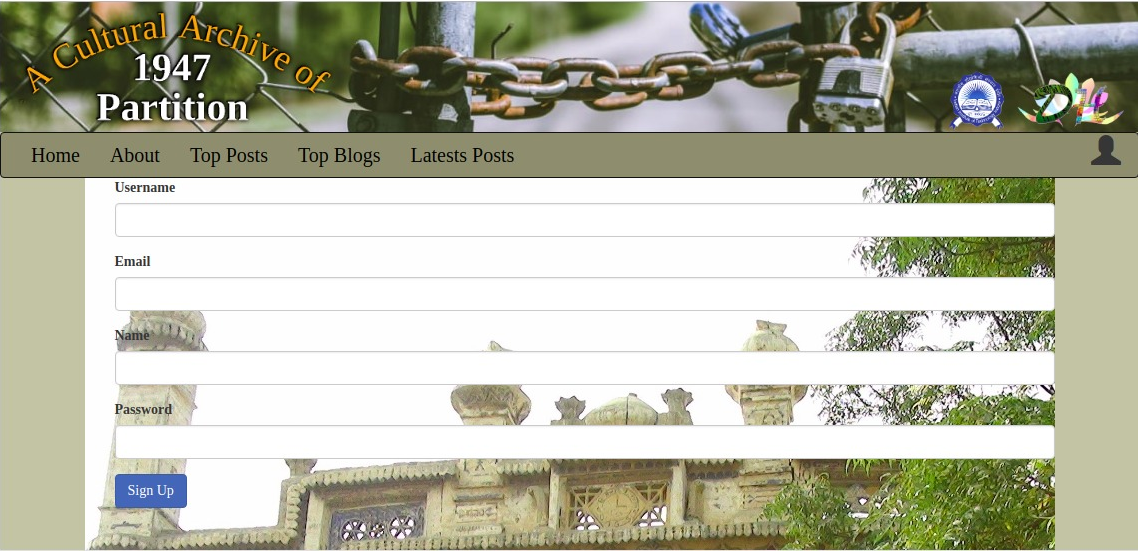 A Cultural Archive of
1947
Partition
Home About Top Posts Top Blogs Latests Posts
Username
Email
Name
Password
Sign Up